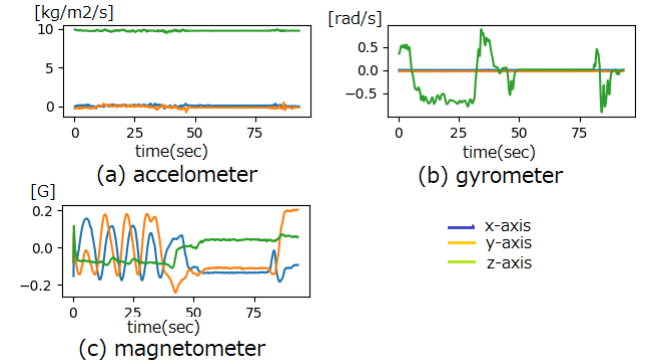 [kg/m2/s]
10
5
0
0
25
50
75
time(sec)
(a) accelometer
[rad/s]
0.5
0.0
−0.5
0
25
50
75
time(sec)
(b) gyrometer
[G]
0.2
0.0
−0.2
0
25
50
75
time(sec)
(c) magnetometer
x-axis
y-axis
z-axis